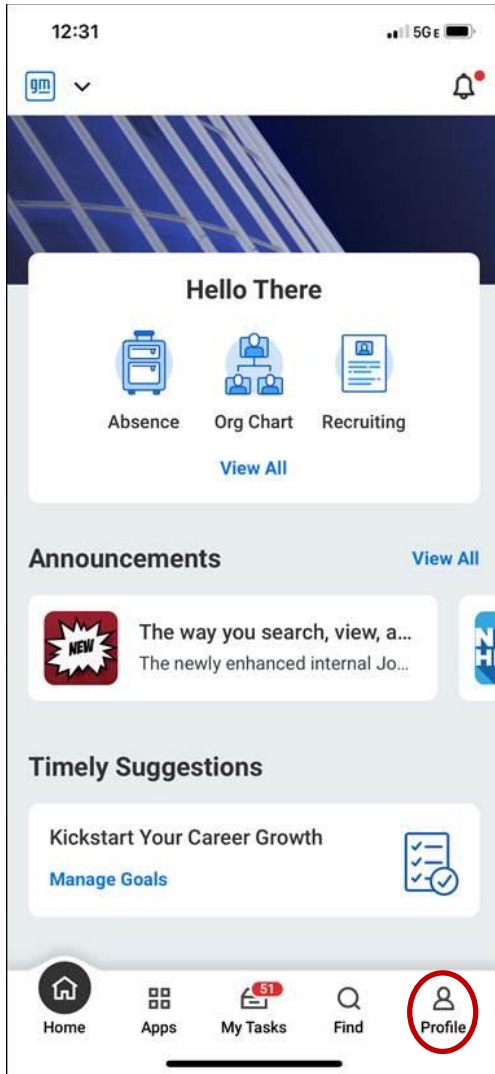 12:31
5G E
gm
Hello There
Absence Org Chart Recruiting
View All
Announcements View All
NEW
The way you search, view, a...
The newly enhanced internal Jo...
Timely Suggestions
Kickstart Your Career Growth
Manage Goals
51
Home Apps My Tasks Find Profile